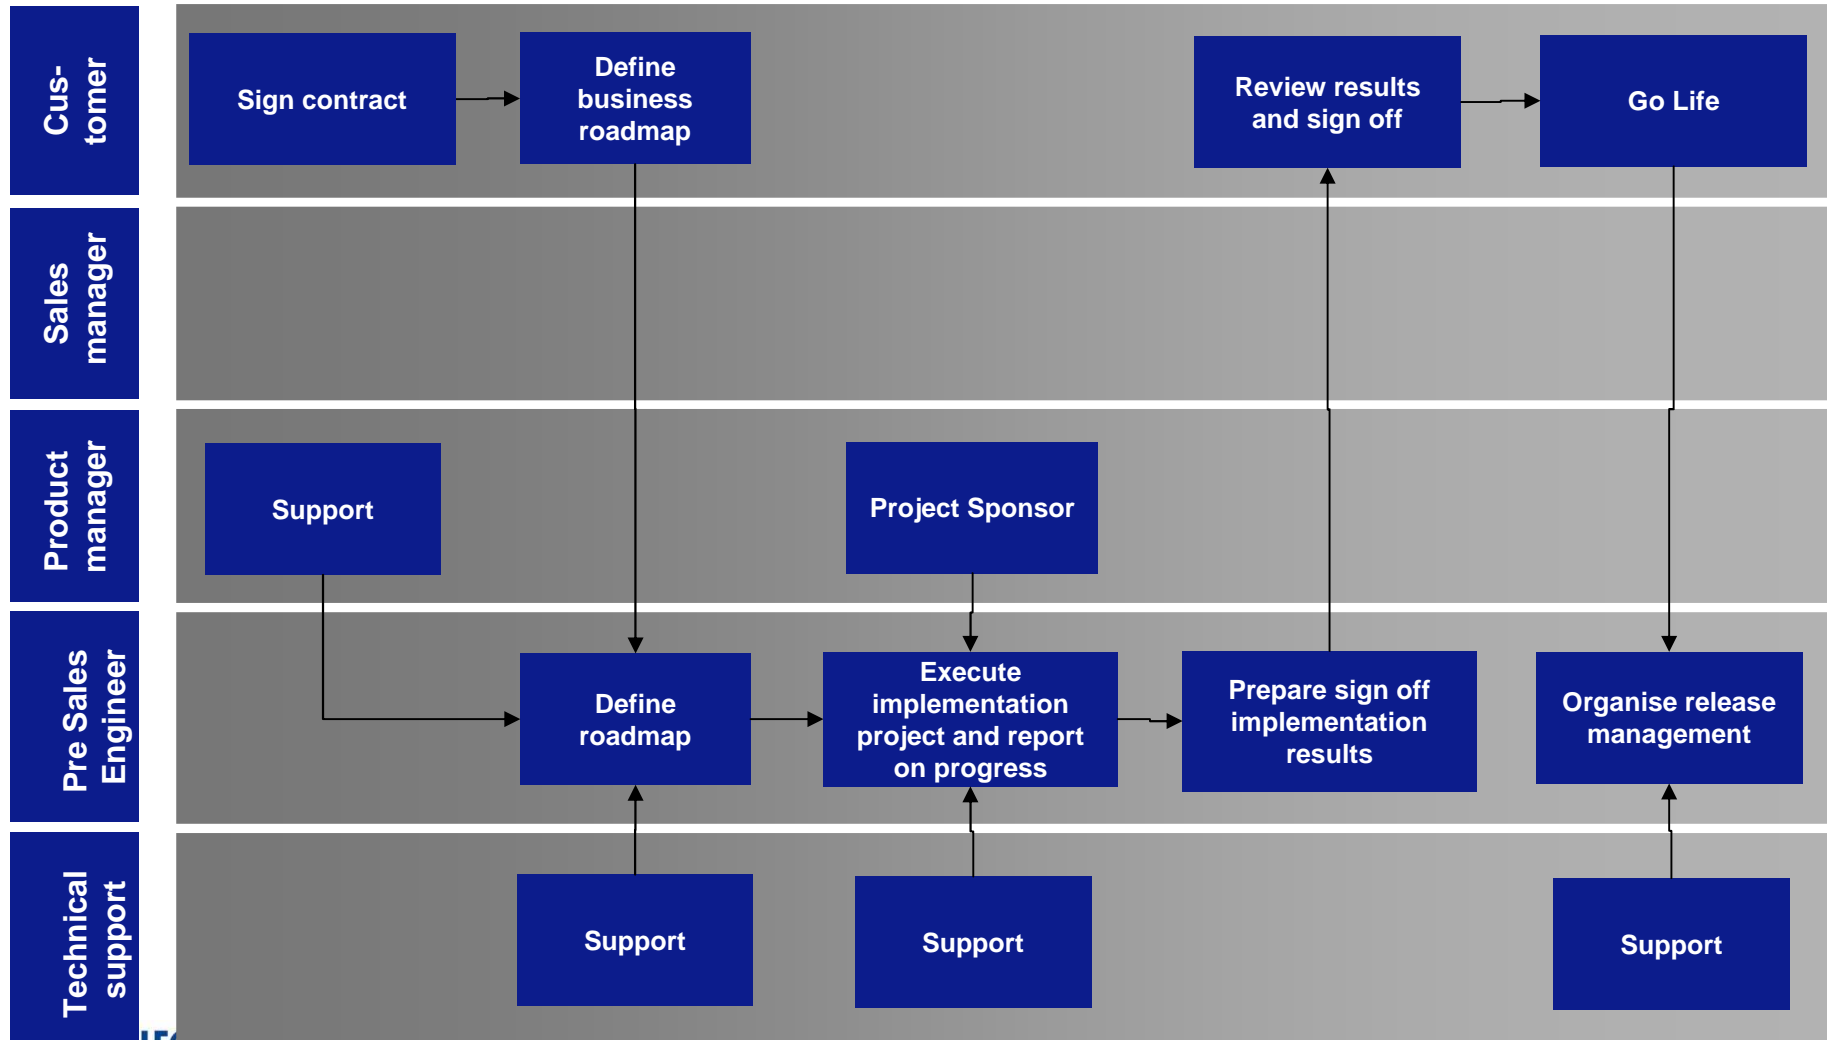 Cus-
tomer
Sign contract
Define
business
roadmap
Review results
and sign off
Go Life
Sales
manager
Product
manager
Support
Project Sponsor
Pre Sales
Engineer
Define
roadmap
Execute
implementation
project and report
on progress
Prepare sign off
implementation
results
Organise release
management
Technical
support
Support
Support
Support